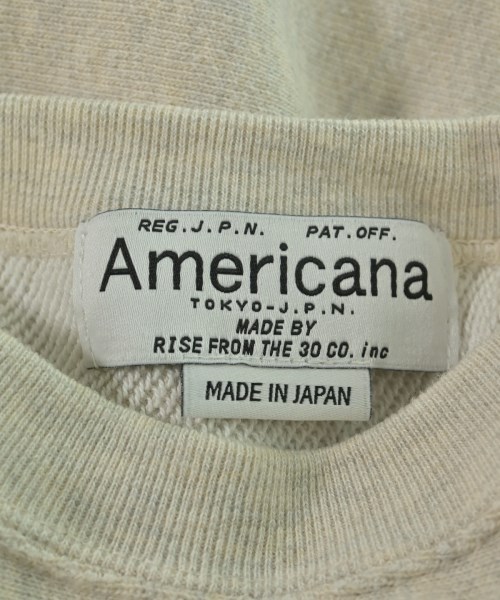 REG.J.P.N. PAT.OFF.
Americana
TOKYO-J.P.N.
MADE BY
RISE FROM THE 30 CO. inc
MADE IN JAPAN